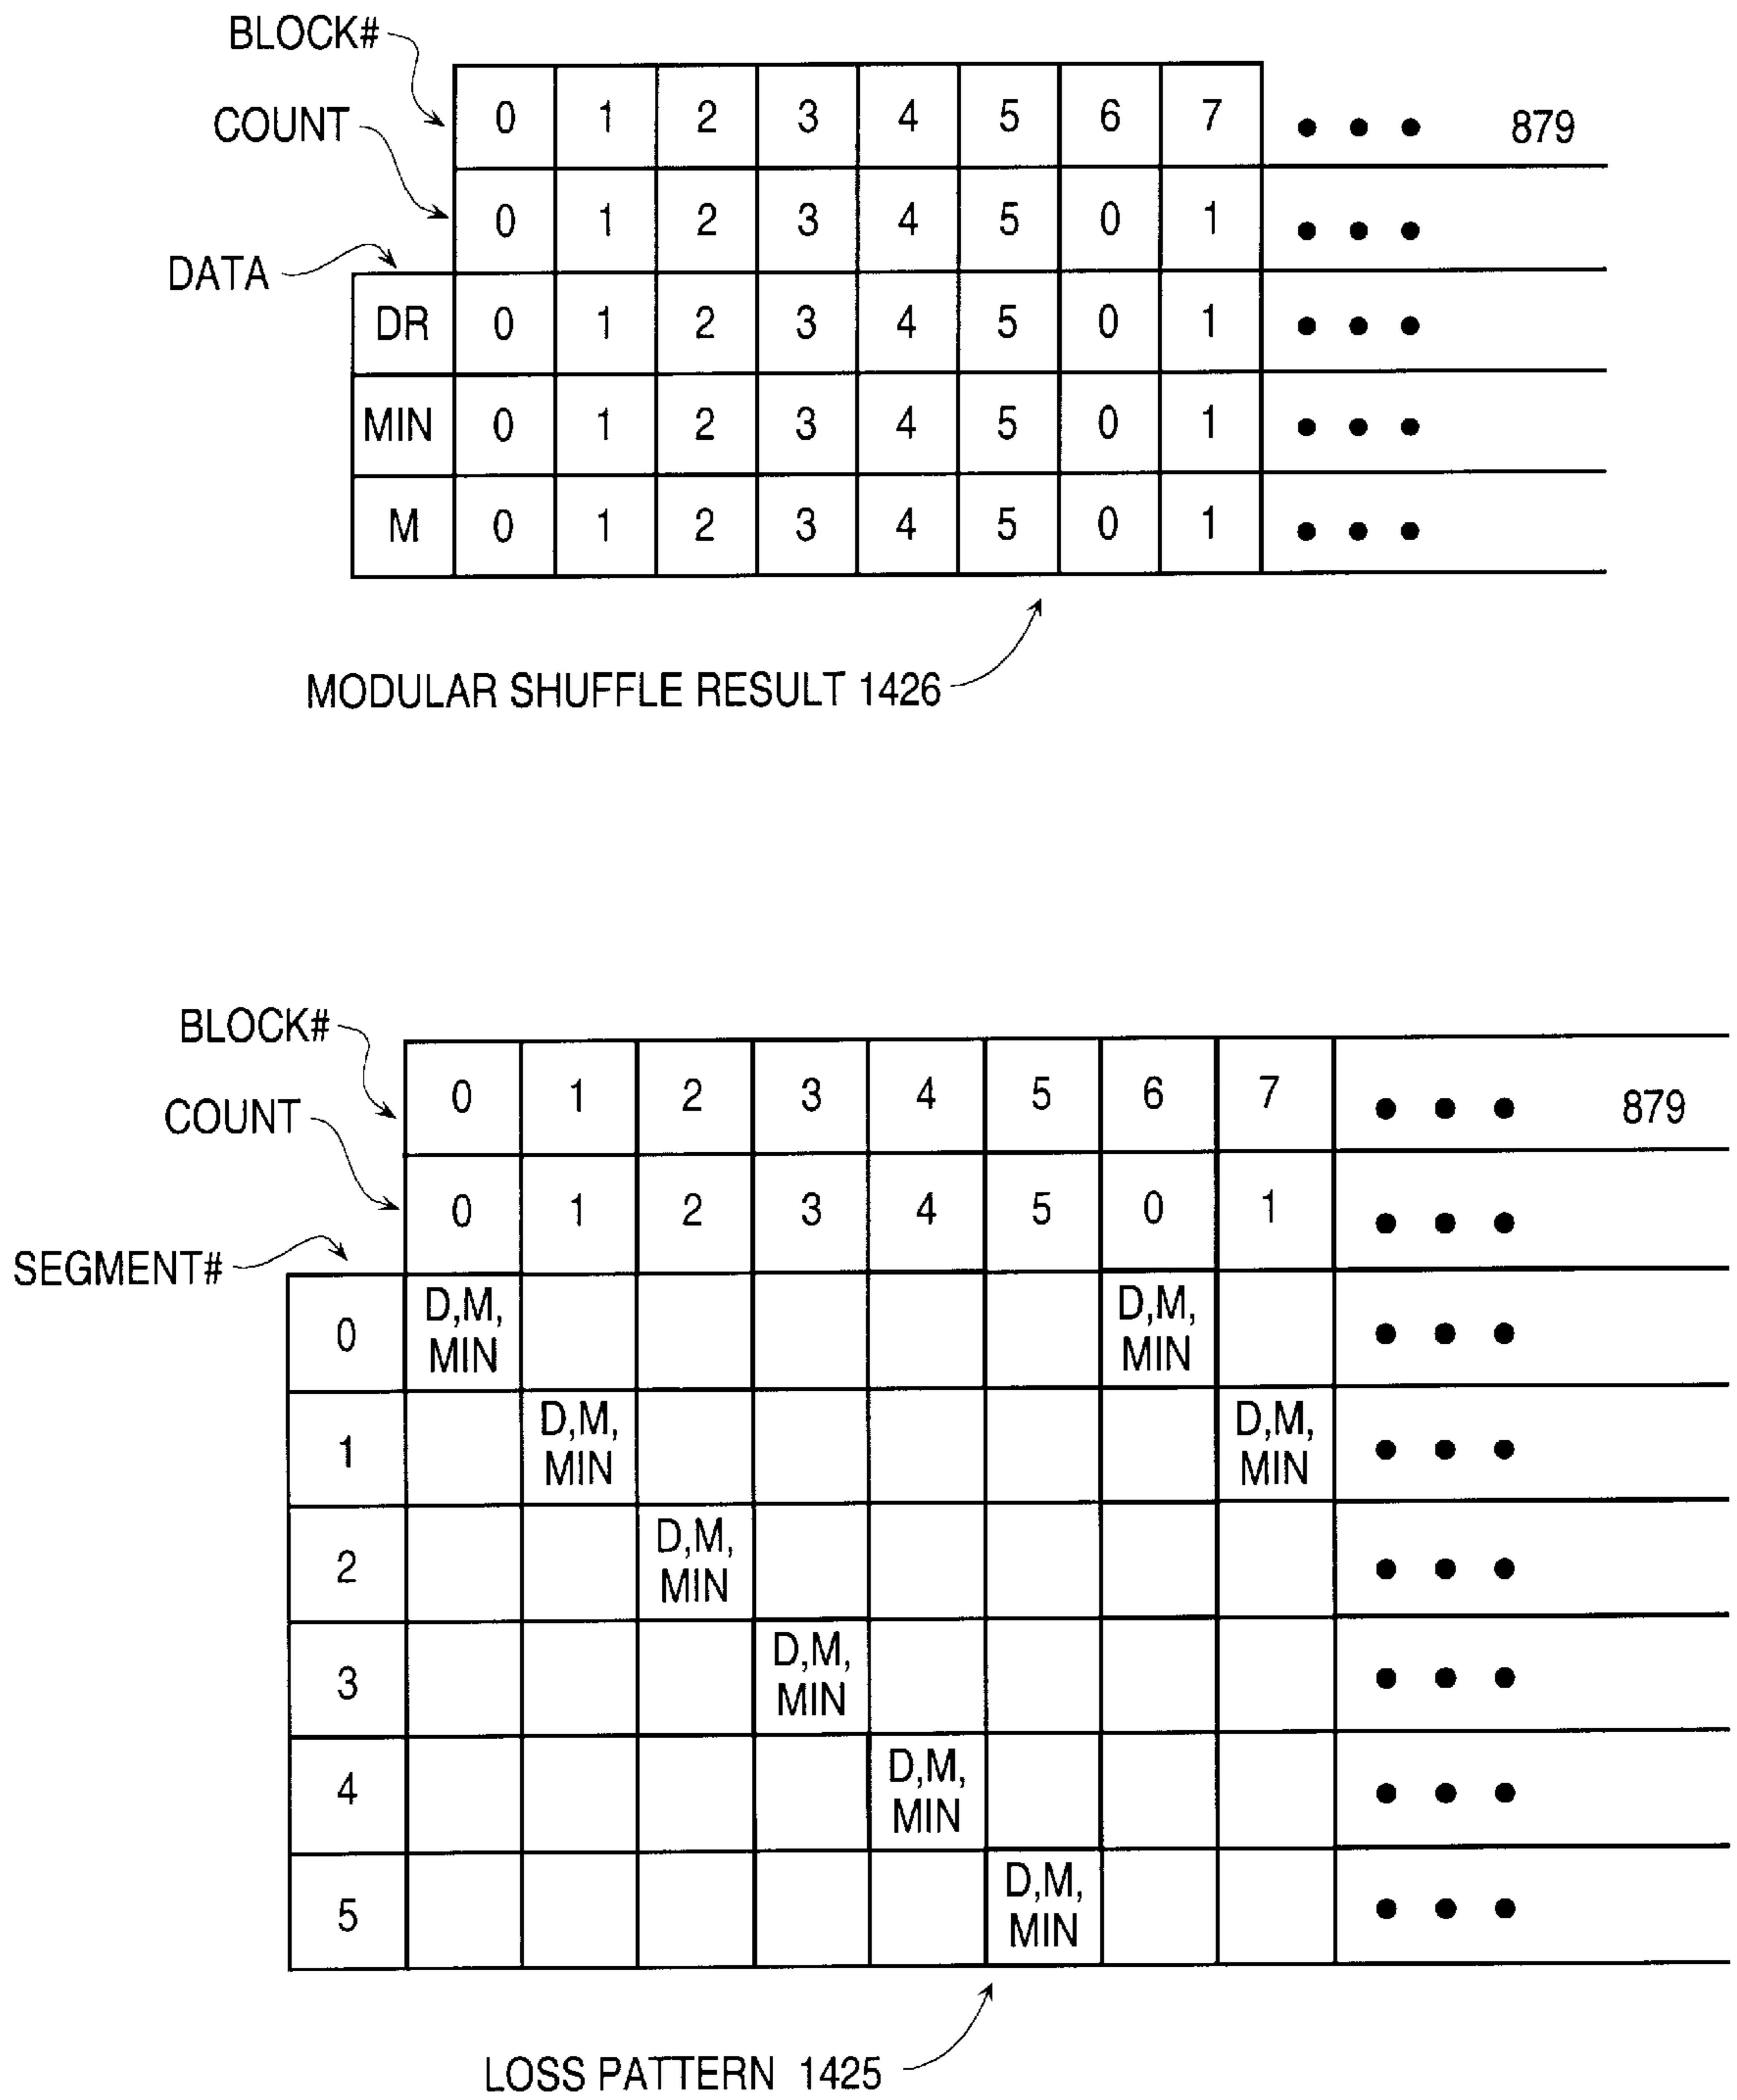 BLOCK#
0 1 2 3 4 5 6 7 • • • 879
COUNT
0 1 2 3 4 5 0 1 • • •
DATA
DR 0 1 2 3 4 5 0 1 • • •
MIN 0 1 2 3 4 5 0 1 • • •
M 0 1 2 3 4 5 0 1 • • •
MODULAR SHUFFLE RESULT 1426
BLOCK#
0 1 2 3 4 5 6 7 • • • 879
COUNT
0 1 2 3 4 5 0 1 • • •
SEGMENT#
0 D,M, MIN D,M, MIN • • •
1 D,M, MIN D,M, MIN • • •
2 D,M, MIN • • •
3 D,M, MIN • • •
4 D,M, MIN • • •
5 D,M, MIN • • •
LOSS PATTERN 1425